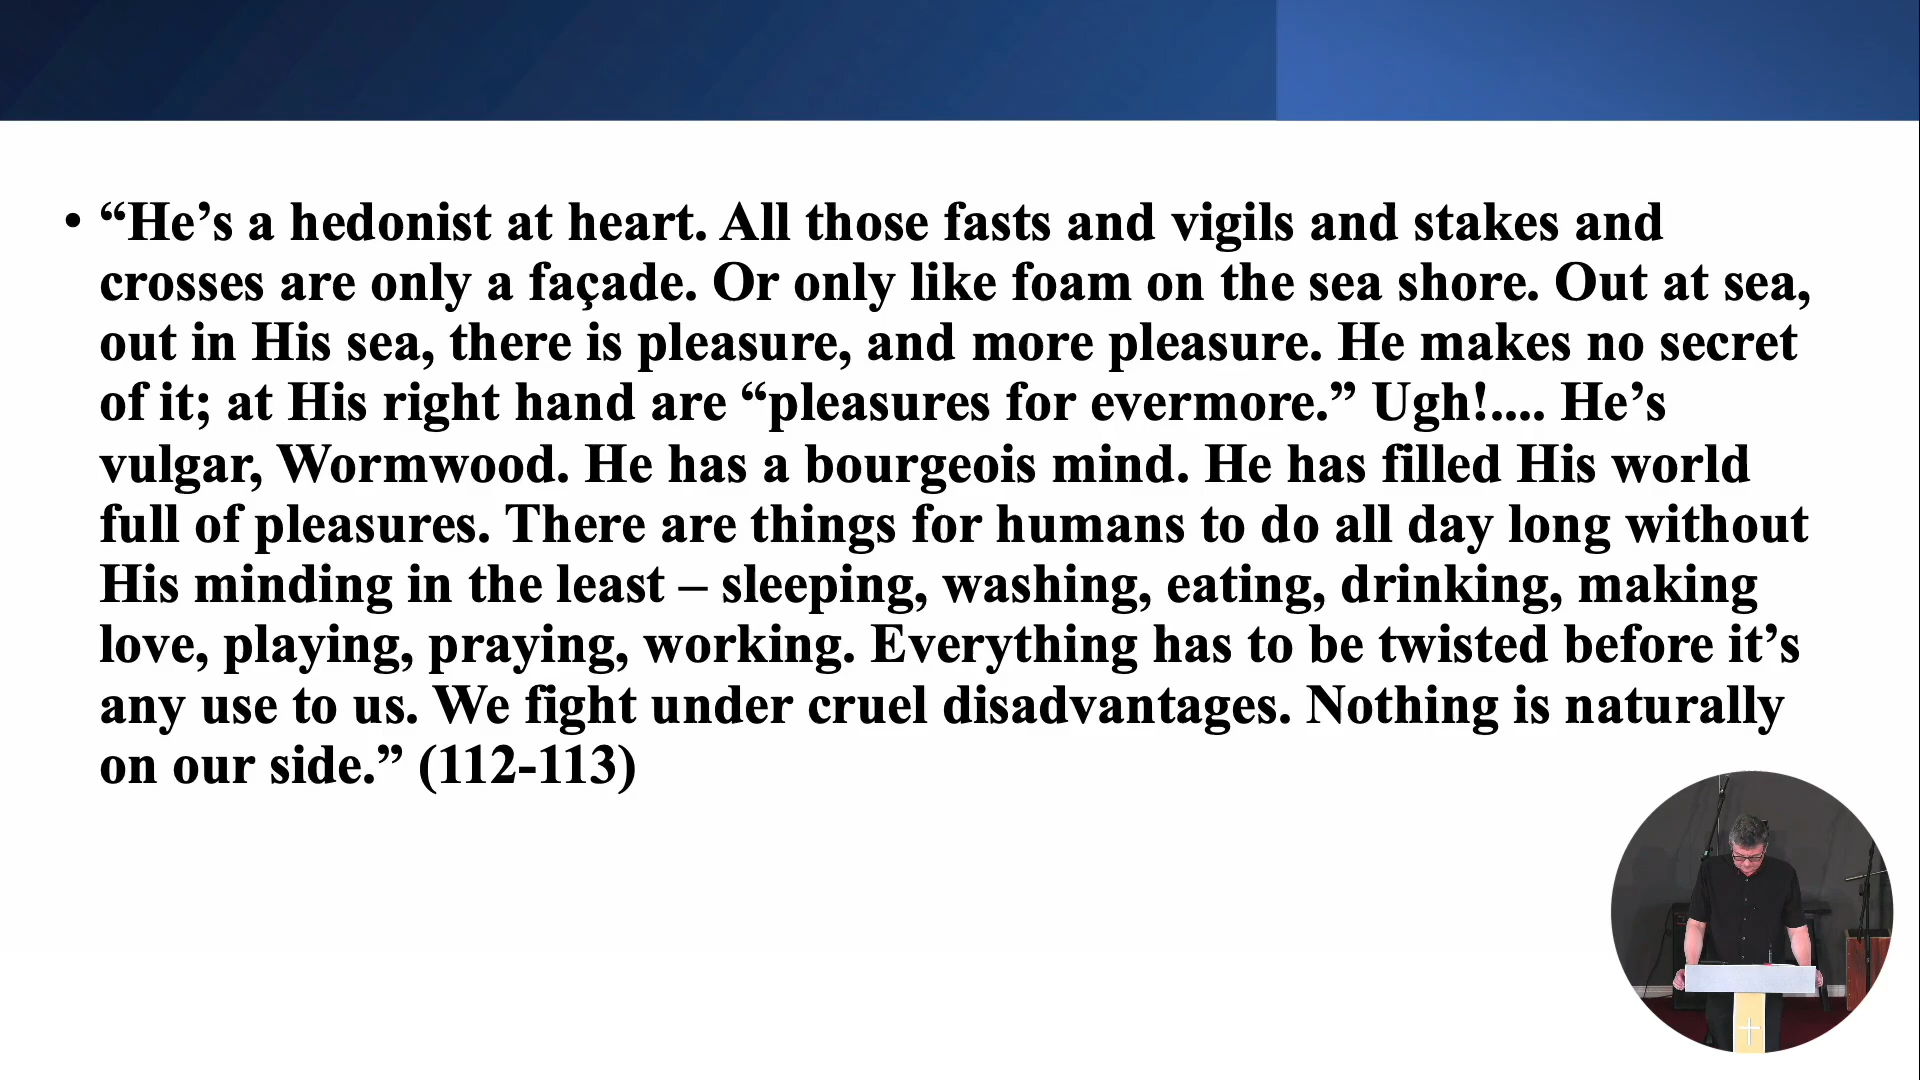 • “He’s a hedonist at heart. All those fasts and vigils and stakes and
crosses are only a façade. Or only like foam on the sea shore. Out at sea,
out in His sea, there is pleasure, and more pleasure. He makes no secret
of it; at His right hand are “pleasures for evermore.” Ugh!.... He’s
vulgar, Wormwood. He has a bourgeois mind. He has filled His world
full of pleasures. There are things for humans to do all day long without
His minding in the least – sleeping, washing, eating, drinking, making
love, playing, praying, working. Everything has to be twisted before it’s
any use to us. We fight under cruel disadvantages. Nothing is naturally
on our side.” (112-113)